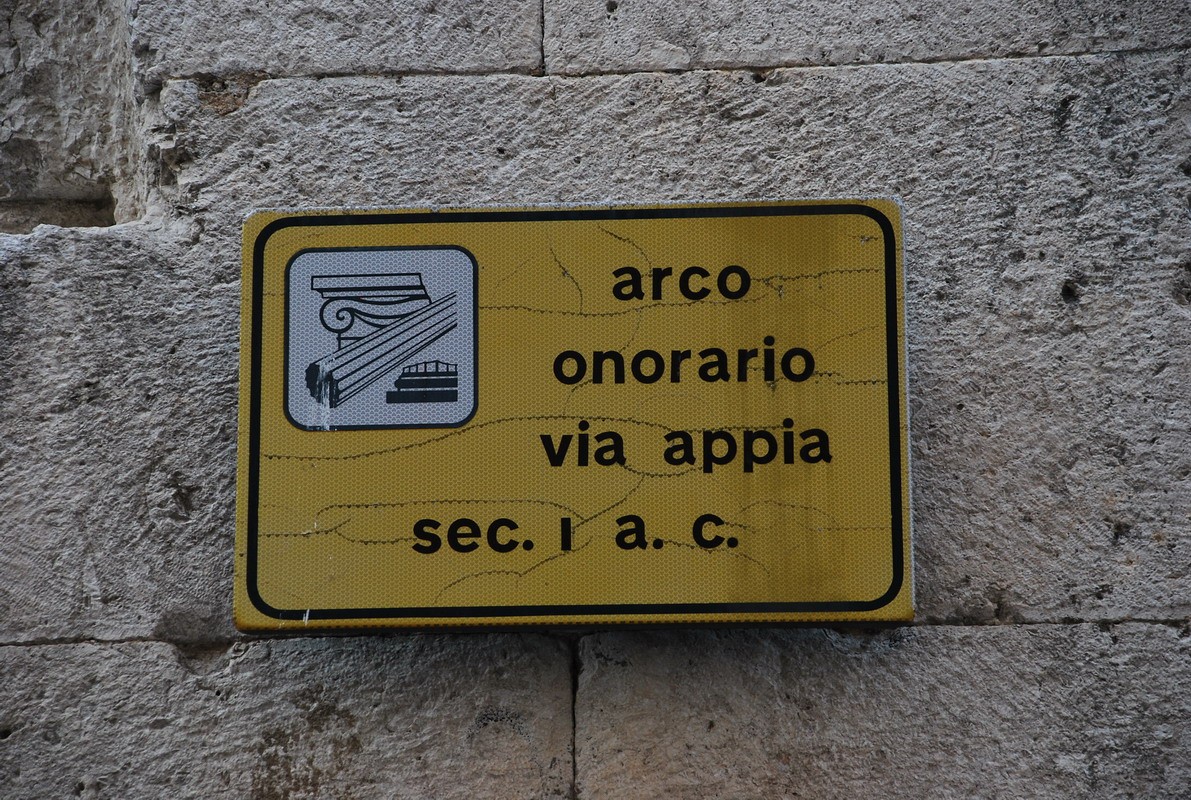 arco
onorario
via appia
sec. I a. c.